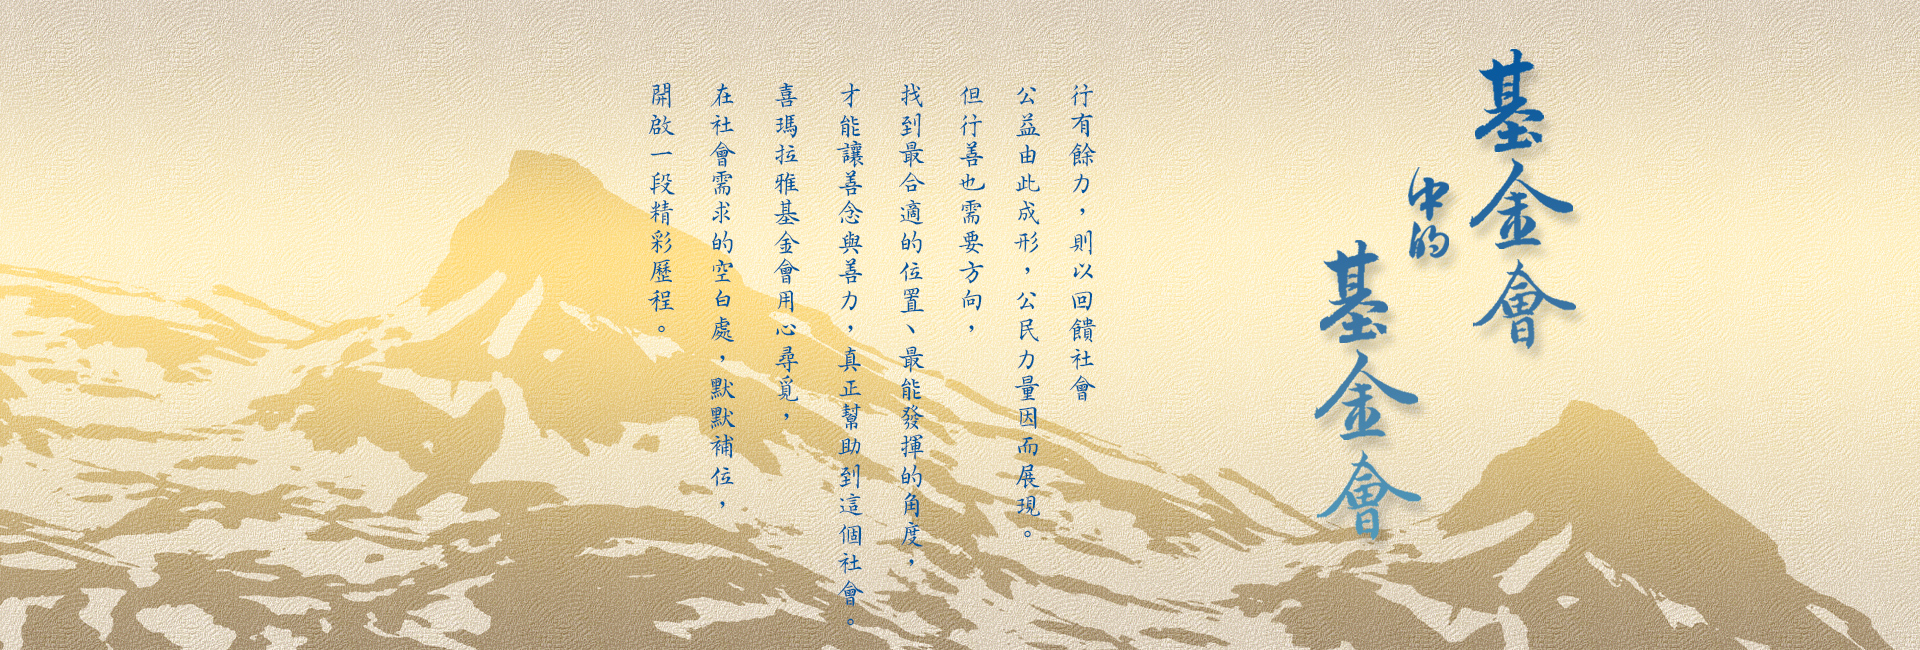 基金會
中的
基金會
行有餘力，則以回饋社會
公益由此成形，公民力量因而展現。
但行善也需要方向，
找到最合適的位置、最能發揮的角度，
才能讓善念與善力，真正幫助到這個社會。
喜瑪拉雅基金會用心尋覓，
在社會需求的空白處，默默補位，
開啟一段精彩歷程。